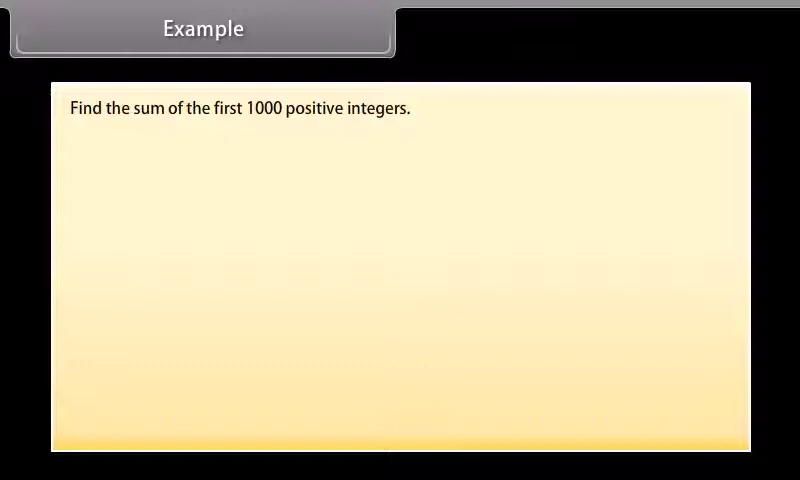 Example
Find the sum of the first 1000 positive integers.